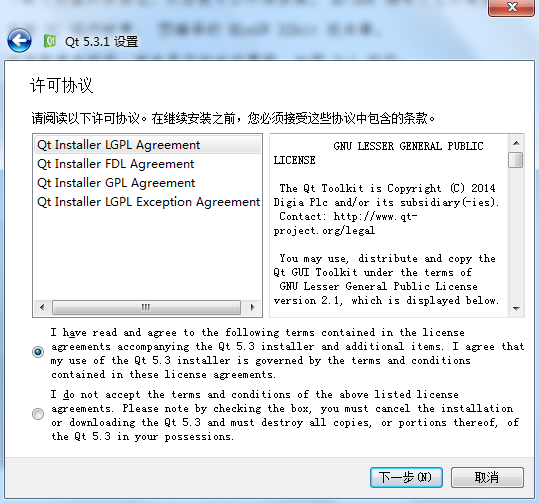 Qt 5.3.1 设置
许可协议
请阅读以下许可协议。在继续安装之前，您必须接受这些协议中包含的条款。
Qt Installer LGPL Agreement
Qt Installer FDL Agreement
Qt Installer GPL Agreement
Qt Installer LGPL Exception Agreement
GNU LESSER GENERAL PUBLIC
LICENSE
The Qt Toolkit is Copyright (C) 2014
Digia Plc and/or its subsidiary(-ies).
Contact: http://www.qt-
project.org/legal
You may use, distribute and copy the
Qt GUI Toolkit under the terms of
GNU Lesser General Public License
version 2.1, which is displayed below.
I have read and agree to the following terms contained in the license
agreements accompanying the Qt 5.3 installer and additional items. I agree that
my use of the Qt 5.3 installer is governed by the terms and conditions
contained in these license agreements.
I do not accept the terms and conditions of the above listed license
agreements. Please note by checking the box, you must cancel the installation
or downloading the Qt 5.3 and must destroy all copies, or portions thereof, of
the Qt 5.3 in your possessions.
下一步(N)
取消